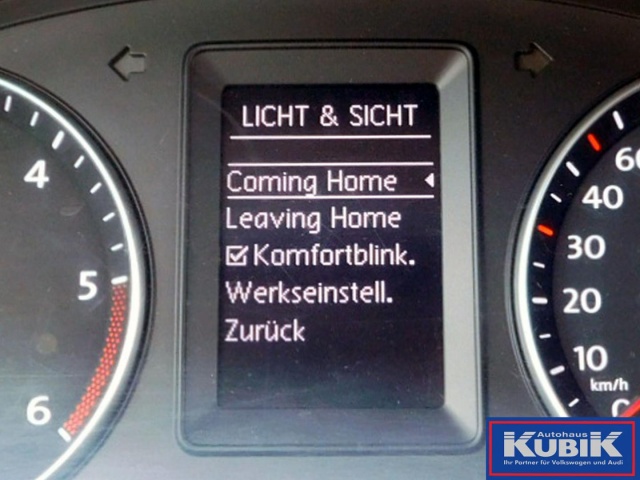 LICHT & SICHT
Coming Home
Leaving Home
Komfortblink.
Werkseinstell.
Zurück
4
5
6
60
40
30
20
10
km/h
Autohaus
KUBIK
Ihr Partner für Volkswagen und Audi